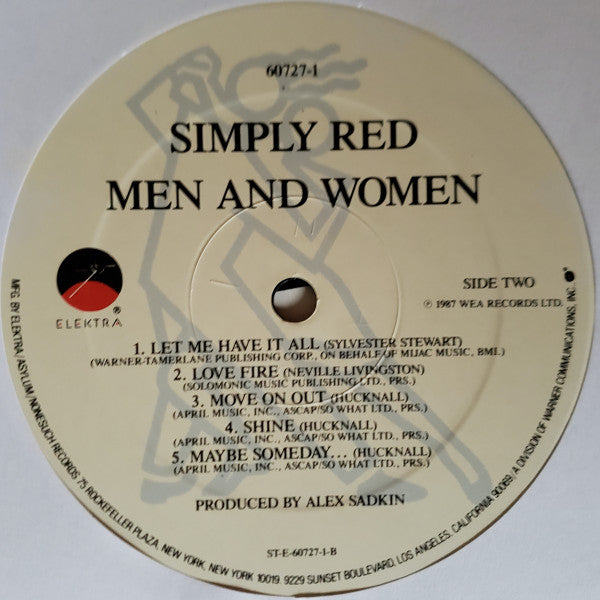 60727-1
SIMPLY RED
MEN AND WOMEN
ELEKTRA®
SIDE TWO
℗ 1987 WEA RECORDS LTD.
1. LET ME HAVE IT ALL (SYLVESTER STEWART)
(WARNER-TAMERLANE PUBLISHING CORP., ON BEHALF OF MIJAC MUSIC, BMI.)
2. LOVE FIRE (NEVILLE LIVINGSTON)
(SOLOMONIC MUSIC PUBLISHING LTD., PRS.)
3. MOVE ON OUT (HUCKNALL)
(APRIL MUSIC, INC., ASCAP/SO WHAT LTD., PRS.)
4. SHINE (HUCKNALL)
(APRIL MUSIC, INC., ASCAP/SO WHAT LTD., PRS.)
5. MAYBE SOMEDAY... (HUCKNALL)
(APRIL MUSIC, INC., ASCAP/SO WHAT LTD., PRS.)
PRODUCED BY ALEX SADKIN
ST-E-60727-1-B
MFG. BY ELEKTRA/ASYLUM/NONESUCH RECORDS 75 ROCKEFELLER PLAZA, NEW YORK, NEW YORK 10019. 9229 SUNSET BOULEVARD, LOS ANGELES, CALIFORNIA 90069. A DIVISION OF WARNER COMMUNICATIONS, INC.